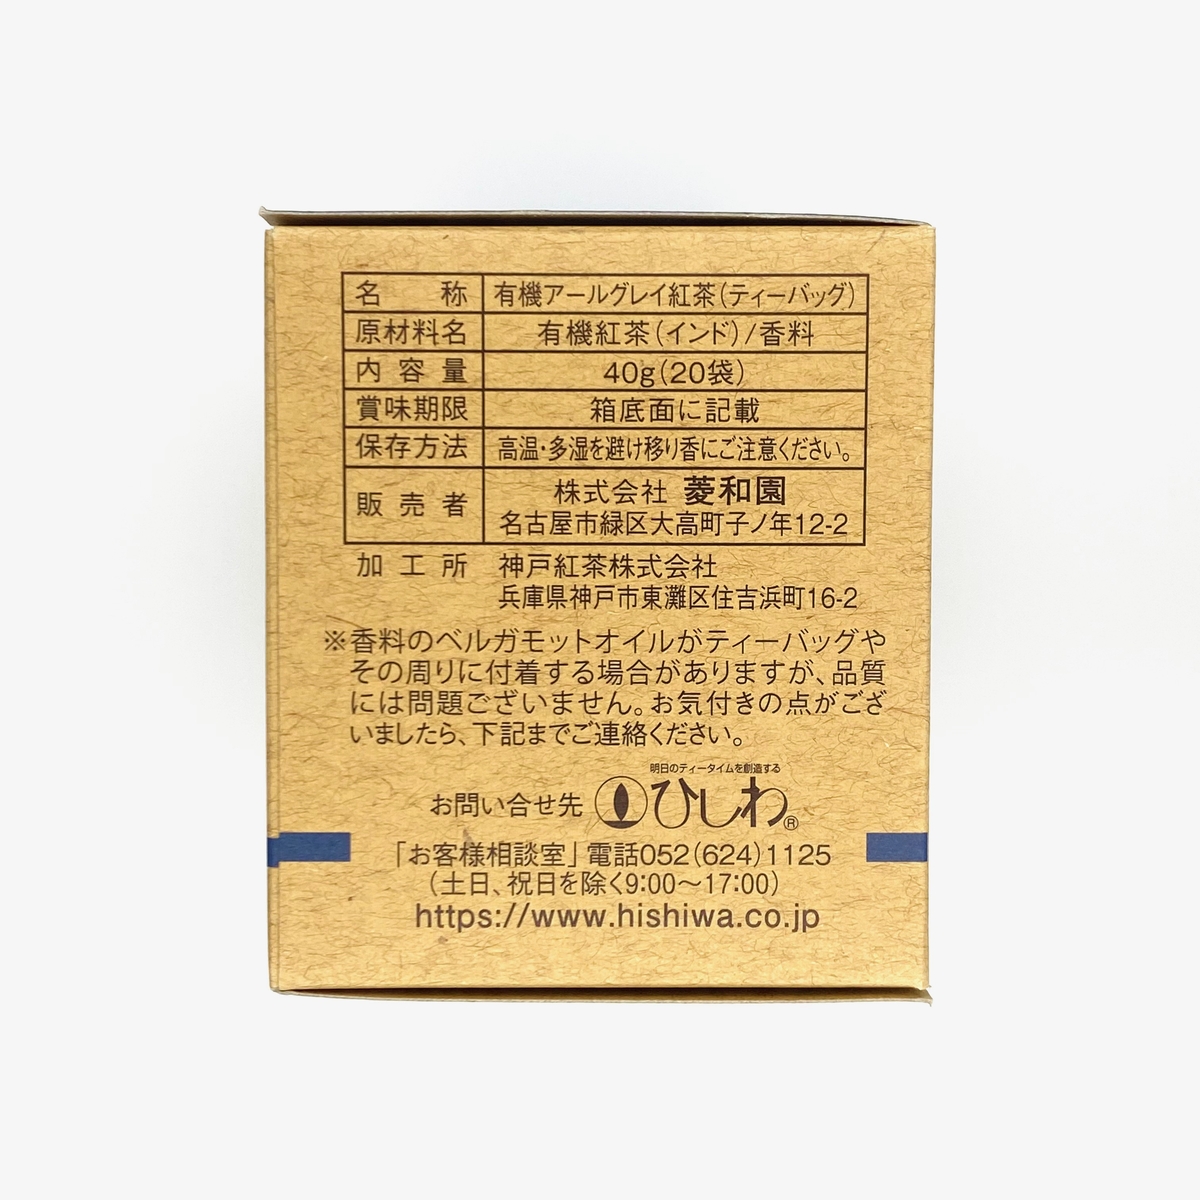 名称 有機アールグレイ紅茶(ティーバッグ)
原材料名 有機紅茶(インド)/香料
内容量 40g(20袋)
賞味期限 箱底面に記載
保存方法 高温・多湿を避け移り香にご注意ください。
販売者 株式会社 菱和園
名古屋市緑区大高町子ノ年12-2
加工所 神戸紅茶株式会社
兵庫県神戸市東灘区住吉浜町16-2
※香料のベルガモットオイルがティーバッグや
その周りに付着する場合がありますが、品質
には問題ございません。お気付きの点がござ
いましたら、下記までご連絡ください。
明日のティータイムを創造する
お問い合せ先 ひしわ®
「お客様相談室」電話052(624)1125
(土日、祝日を除く9:00〜17:00)
https://www.hishiwa.co.jp